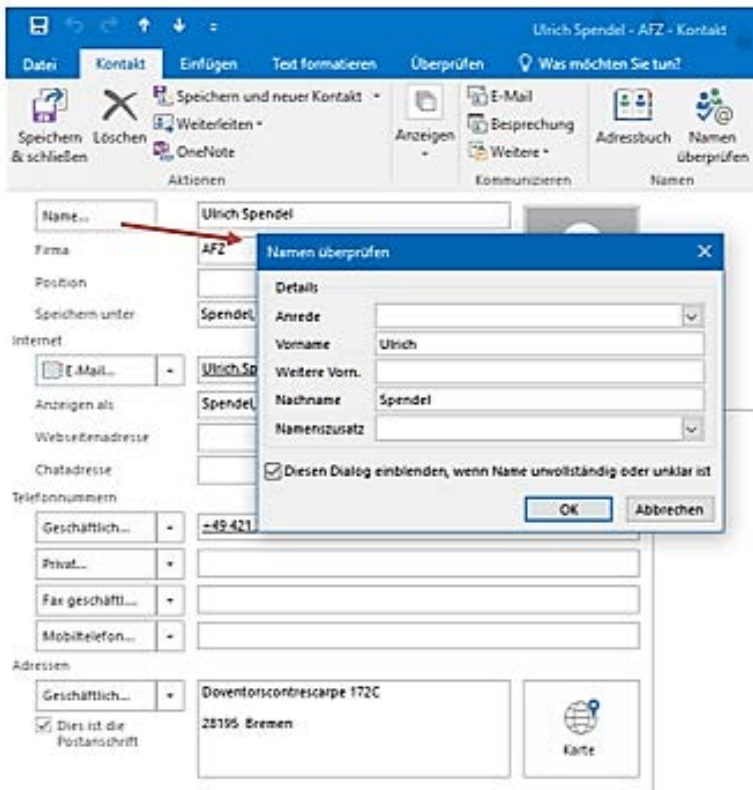 Ulrich Spendel - AFZ - Kontakt
Datei Kontakt Einfügen Text formatieren Überprüfen Was möchten Sie tun?
Speichern & schließen
Löschen
Speichern und neuer Kontakt
Weiterleiten
OneNote
Aktionen
Anzeigen
E-Mail
Besprechung
Weitere
Kommunizieren
Adressbuch
Namen überprüfen
Namen
Name... Ulrich Spendel
Firma AFZ
Position
Speichern unter Spendel,
Internet
E-Mail... Ulrich.Sp
Anzeigen als Spendel,
Webseitenadresse
Chatadresse
Telefonnummern
Geschäftlich... +49 421
Privat...
Fax geschäftl....
Mobiltelefon...
Adressen
Geschäftlich... Doventorscontrescarpe 172C
28195 Bremen
Dies ist die
Postanschrift
Karte
Namen überprüfen
Details
Anrede
Vorname Ulrich
Weitere Vorn.
Nachname Spendel
Namenszusatz
Diesen Dialog einblenden, wenn Name unvollständig oder unklar ist
OK Abbrechen